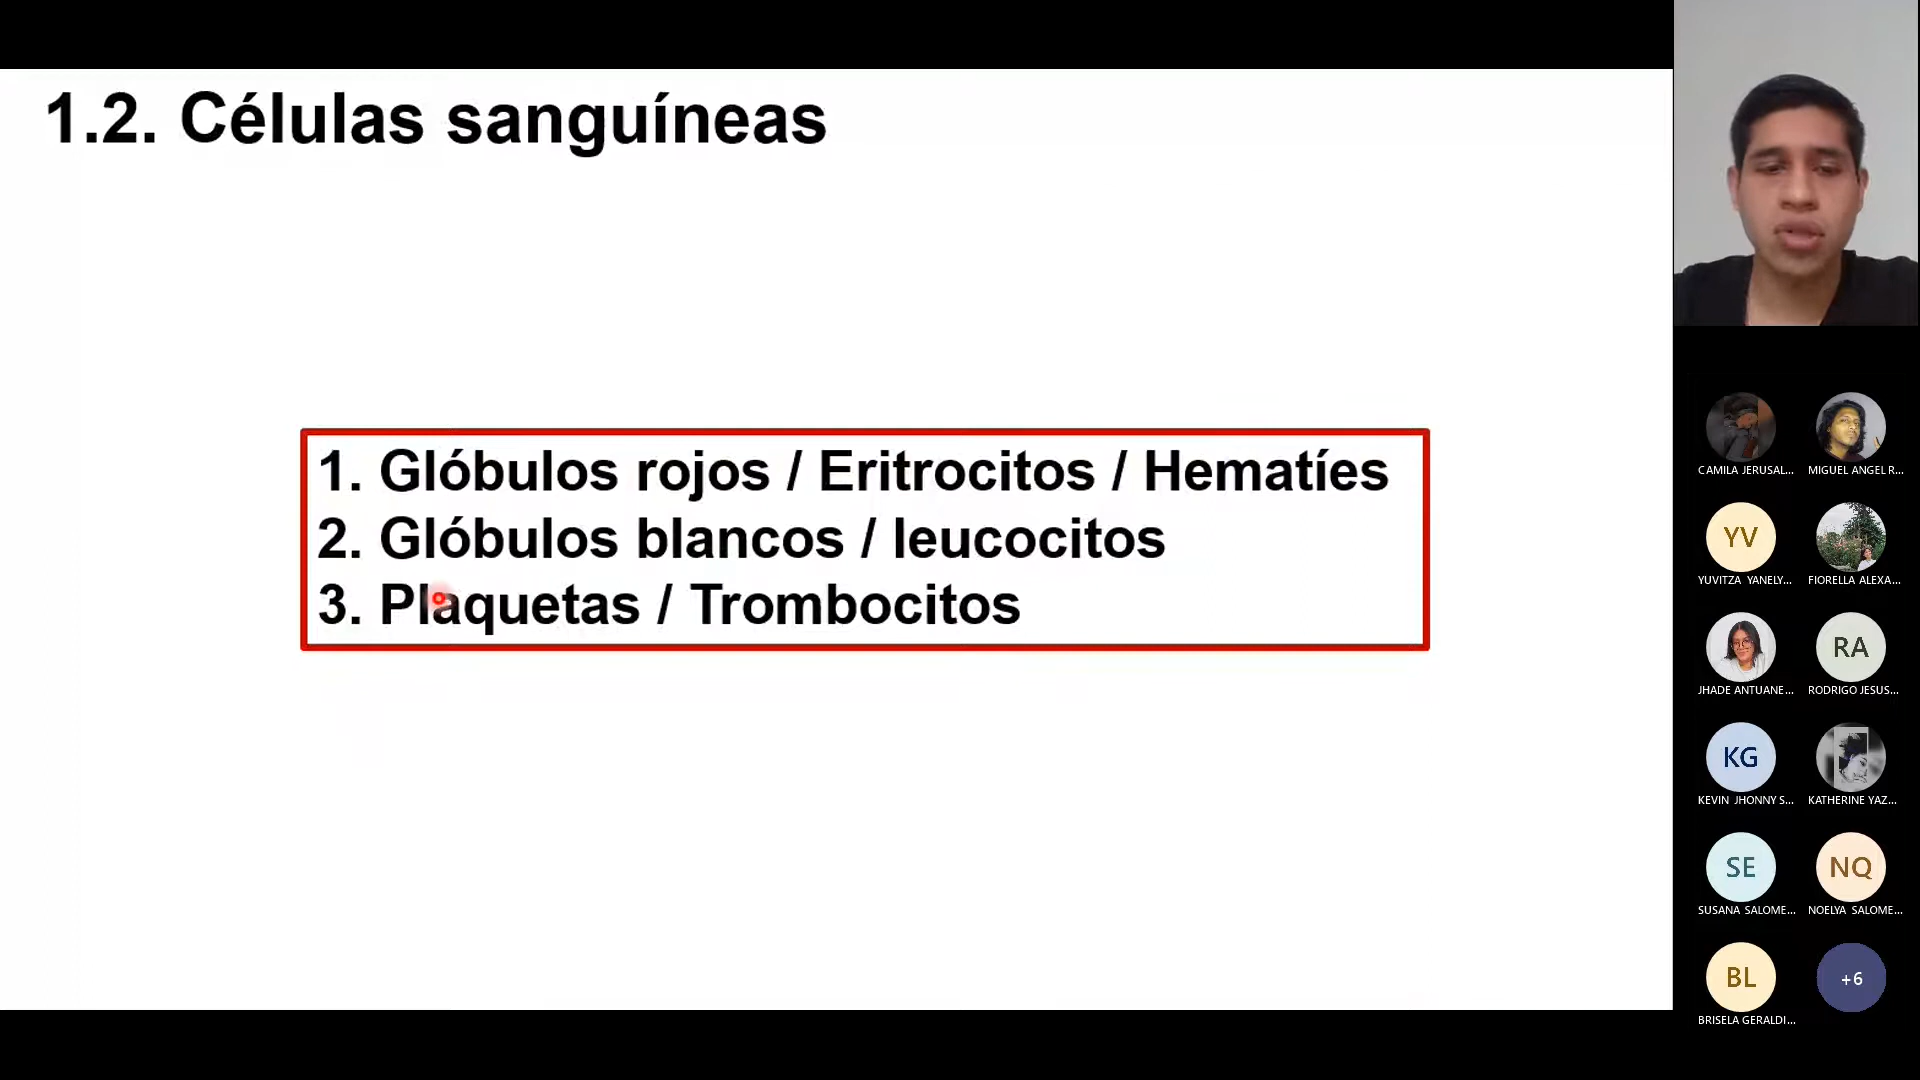 1.2. Células sanguíneas
1. Glóbulos rojos / Eritrocitos / Hematíes
2. Glóbulos blancos / leucocitos
3. Plaquetas / Trombocitos
CAMILA JERUSAL...
MIGUEL ANGEL R...
YV
YUVITZA YANELY...
FIORELLA ALEXA...
JHADE ANTUANE...
RA
RODRIGO JESUS...
KG
KEVIN JHONNY S...
KATHERINE YAZ...
SE
SUSANA SALOME...
NQ
NOELYA SALOME...
BL
BRISELA GERALDI...
+6